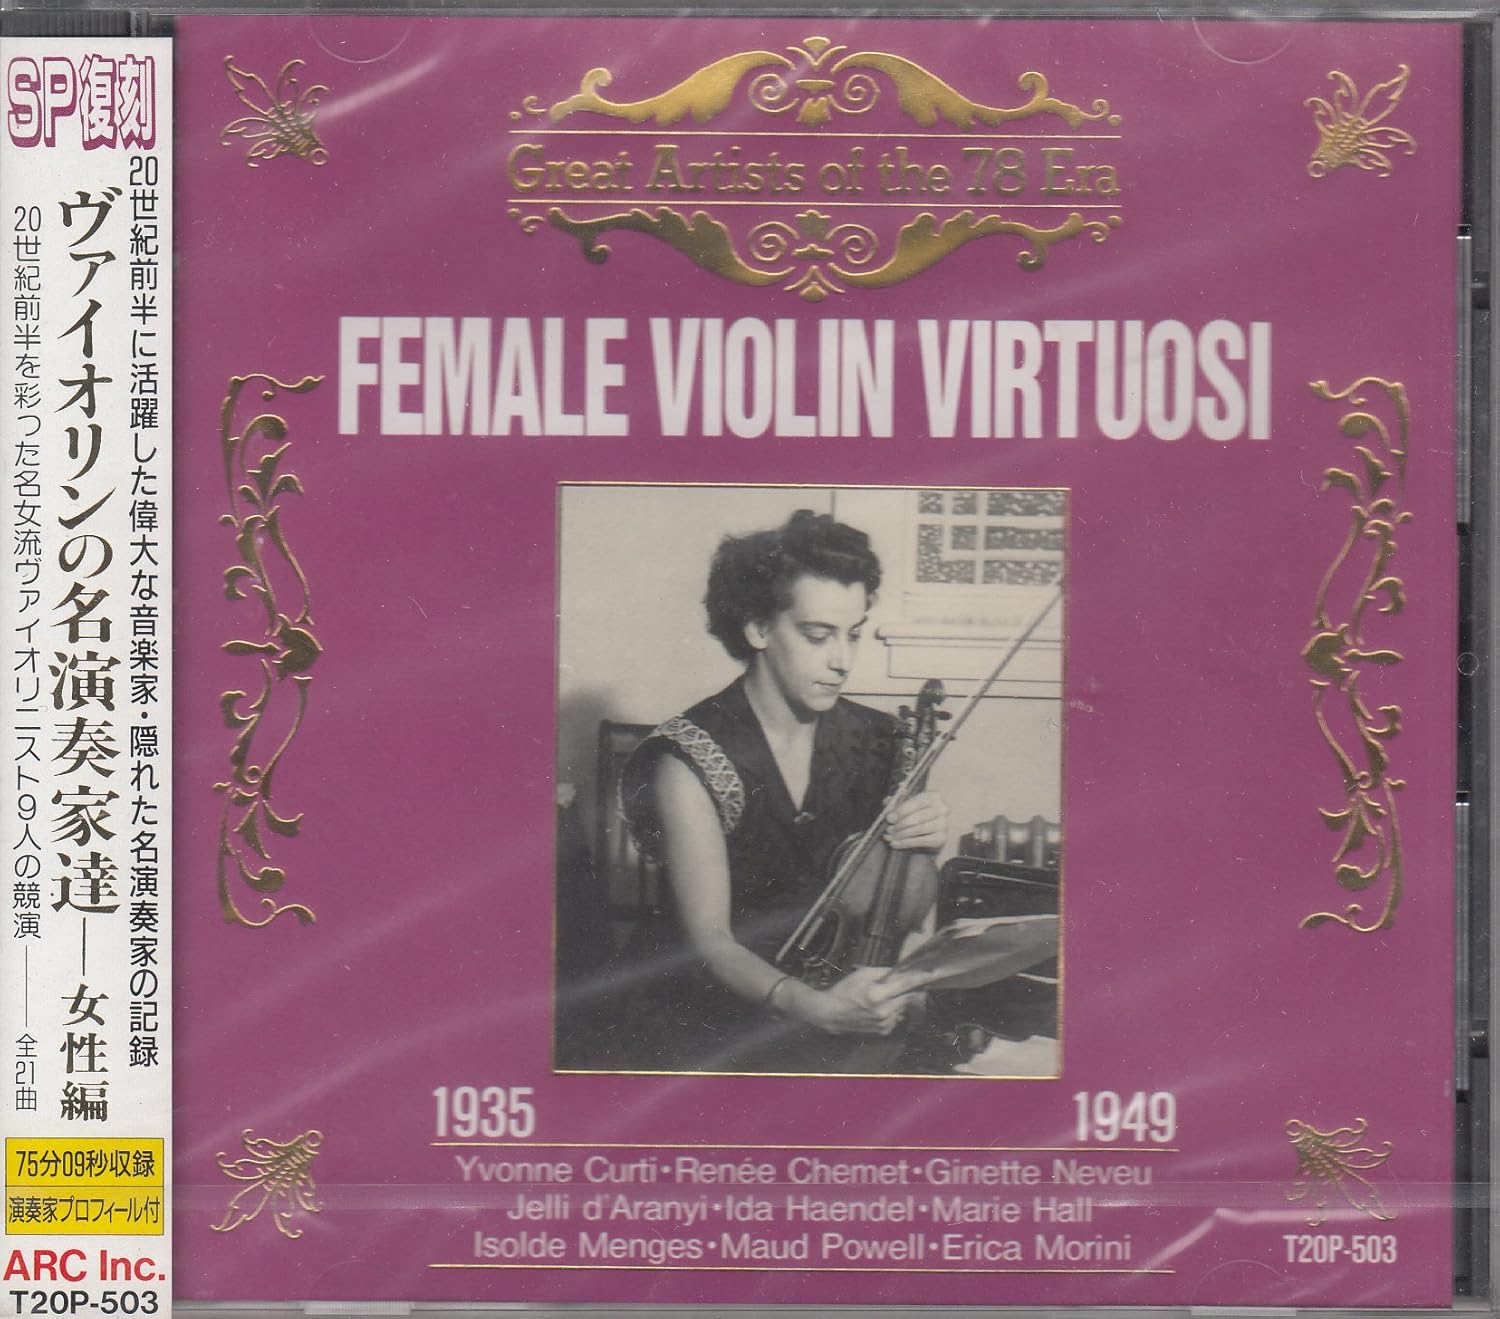 SP復刻
20世紀前半に活躍した偉大な音楽家・隠れた名演奏家の記録
ヴァイオリンの名演奏家達—女性編
20世紀前半を彩った名女流ヴァイオリニスト9人の競演——全21曲
75分09秒収録
演奏家プロフィール付
ARC Inc.
T20P-503
Great Artists of the 78 Era
FEMALE VIOLIN VIRTUOSI
1935 1949
Yvonne Curti・Renée Chemet・Ginette Neveu
Jelli d'Aranyi・Ida Haendel・Marie Hall
Isolde Menges・Maud Powell・Erica Morini
T20P-503